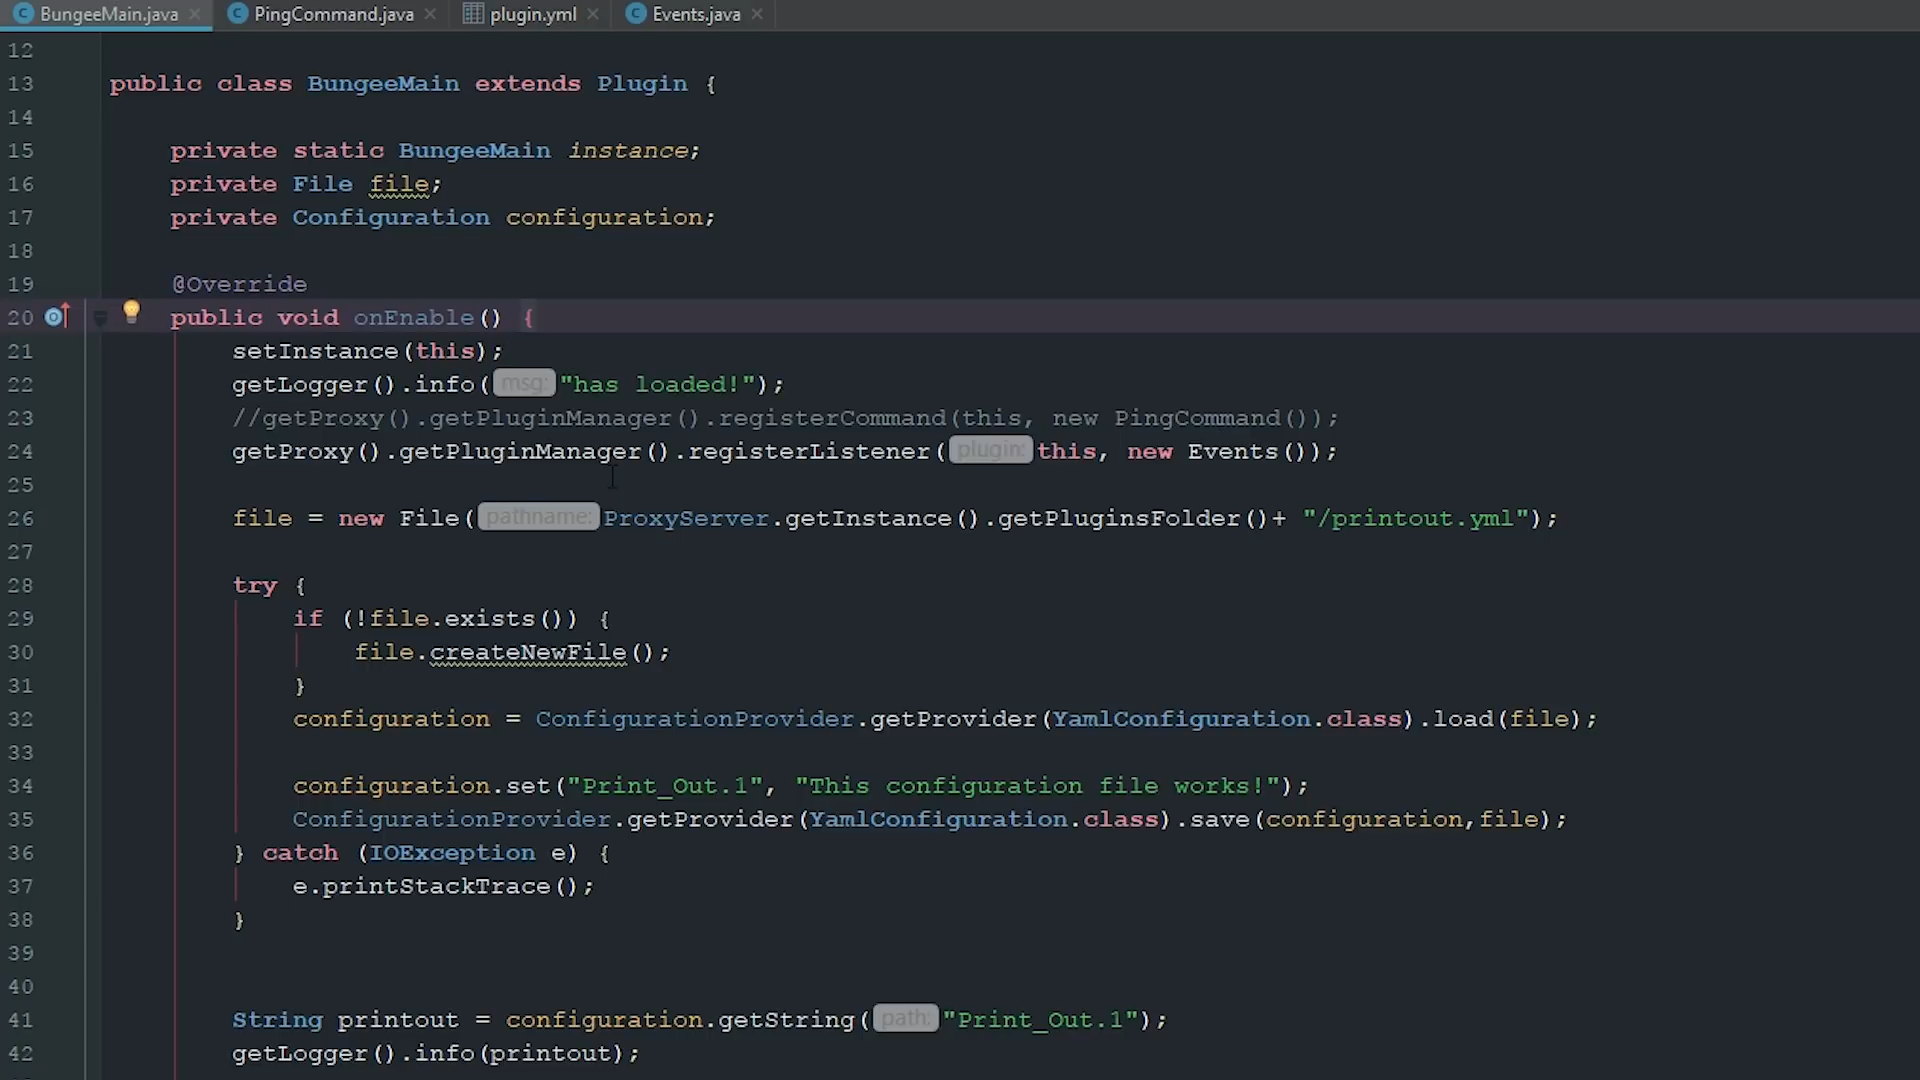 BungeeMain.java PingCommand.java plugin.yml Events.java
12
13 public class BungeeMain extends Plugin {
14
15 private static BungeeMain instance;
16 private File file;
17 private Configuration configuration;
18
19 @Override
20 public void onEnable() {
21 setInstance(this);
22 getLogger().info( msg: "has loaded!");
23 //getProxy().getPluginManager().registerCommand(this, new PingCommand());
24 getProxy().getPluginManager().registerListener( plugin: this, new Events());
25
26 file = new File( pathname: ProxyServer.getInstance().getPluginsFolder()+ "/printout.yml");
27
28 try {
29 if (!file.exists()) {
30 file.createNewFile();
31 }
32 configuration = ConfigurationProvider.getProvider(YamlConfiguration.class).load(file);
33
34 configuration.set("Print_Out.1", "This configuration file works!");
35 ConfigurationProvider.getProvider(YamlConfiguration.class).save(configuration,file);
36 } catch (IOException e) {
37 e.printStackTrace();
38 }
39
40
41 String printout = configuration.getString( path: "Print_Out.1");
42 getLogger().info(printout);